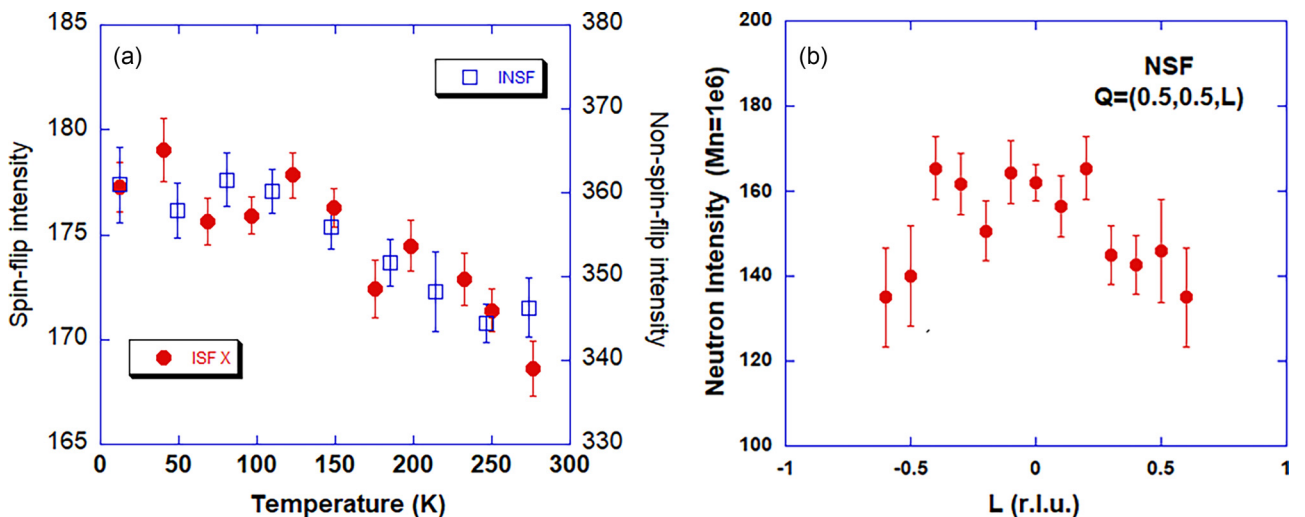 (a)
Spin-flip intensity
185
180
175
170
165
INSF
ISF X
380
370
360
350
340
330
Non-spin-flip intensity
0
50
100
150
200
250
300
Temperature (K)
(b)
Neutron Intensity (Mn=1e6)
200
180
160
140
120
100
NSF
Q=(0.5,0.5,L)
-1
-0.5
0
0.5
1
L (r.l.u.)